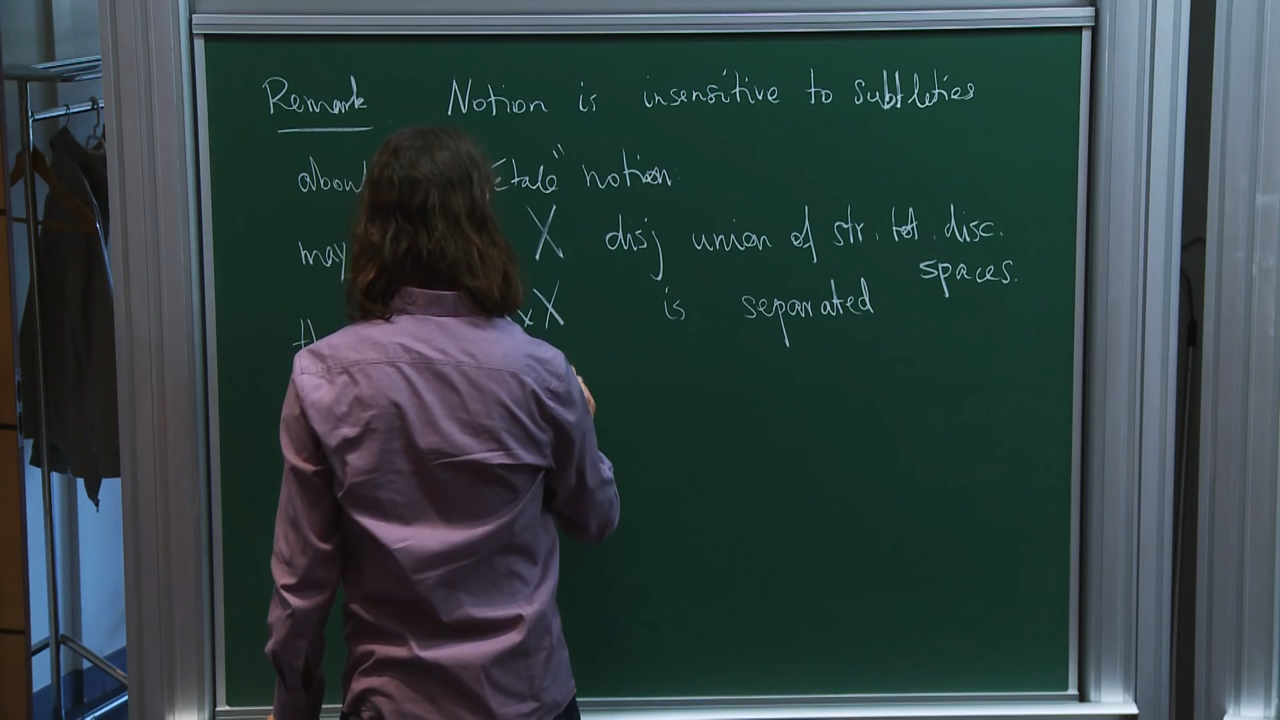 Remark Notion is insensitive to subtleties
étale" notion:
may X disj union of str. tot. disc.
spaces.
xX is separated